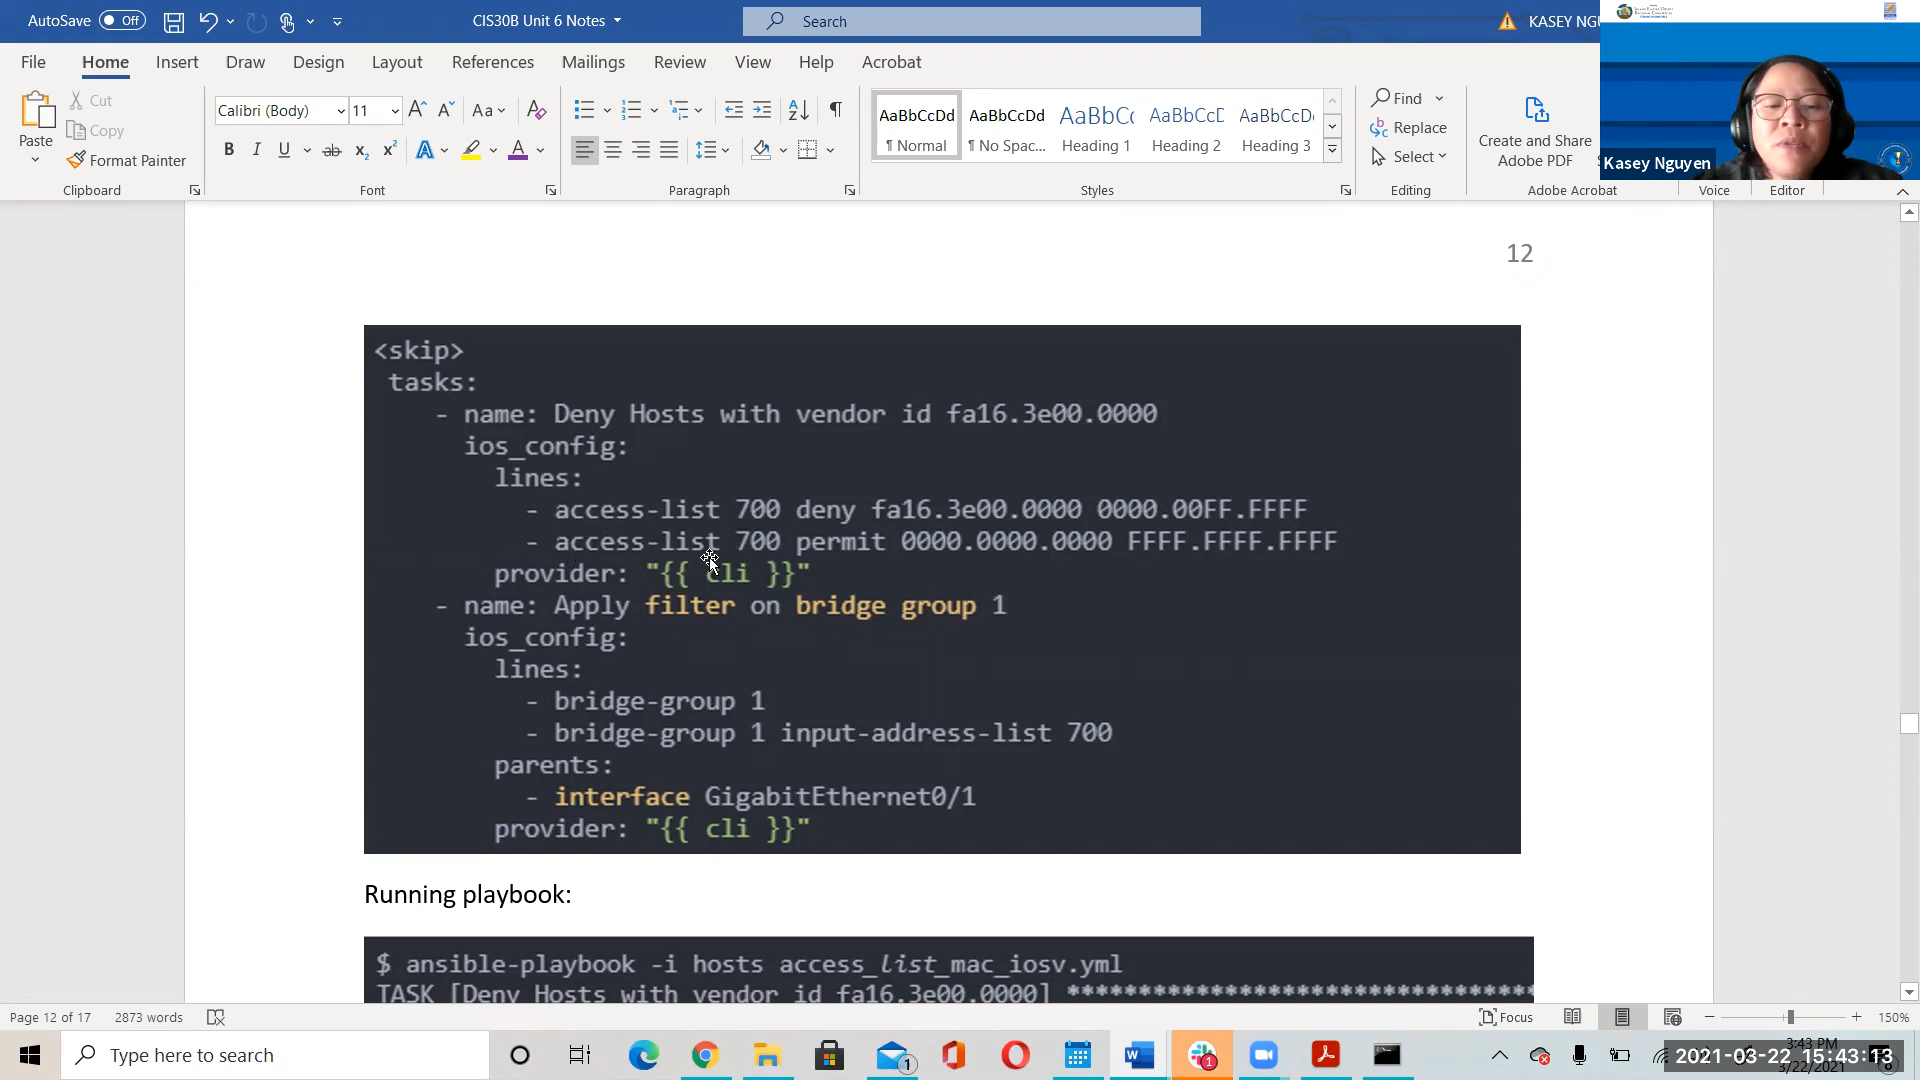 AutoSave Off
CIS30B Unit 6 Notes
Search
KASEY NGU
File Home Insert Draw Design Layout References Mailings Review View Help Acrobat
Paste
Cut
Copy
Format Painter
Clipboard
Calibri (Body) 11
Font
Paragraph
AaBbCcDd AaBbCcDd AaBbCc AaBbCcD AaBbCcD
¶ Normal ¶ No Spac... Heading 1 Heading 2 Heading 3
Styles
Find
Replace
Select
Editing
Create and Share
Adobe PDF
Adobe Acrobat
Voice
Editor
Kasey Nguyen
12
<skip>
tasks:
- name: Deny Hosts with vendor id fa16.3e00.0000
ios_config:
lines:
- access-list 700 deny fa16.3e00.0000 0000.00FF.FFFF
- access-list 700 permit 0000.0000.0000 FFFF.FFFF.FFFF
provider: "{{ cli }}"
- name: Apply filter on bridge group 1
ios_config:
lines:
- bridge-group 1
- bridge-group 1 input-address-list 700
parents:
- interface GigabitEthernet0/1
provider: "{{ cli }}"
Running playbook:
$ ansible-playbook -i hosts access_list_mac_iosv.yml
TASK [Deny Hosts with vendor id fa16.3e00.0000] *******************************
Page 12 of 17 2873 words
Focus
150%
Type here to search
3:43 PM
3/22/2021
2021-03-22 15:43:13